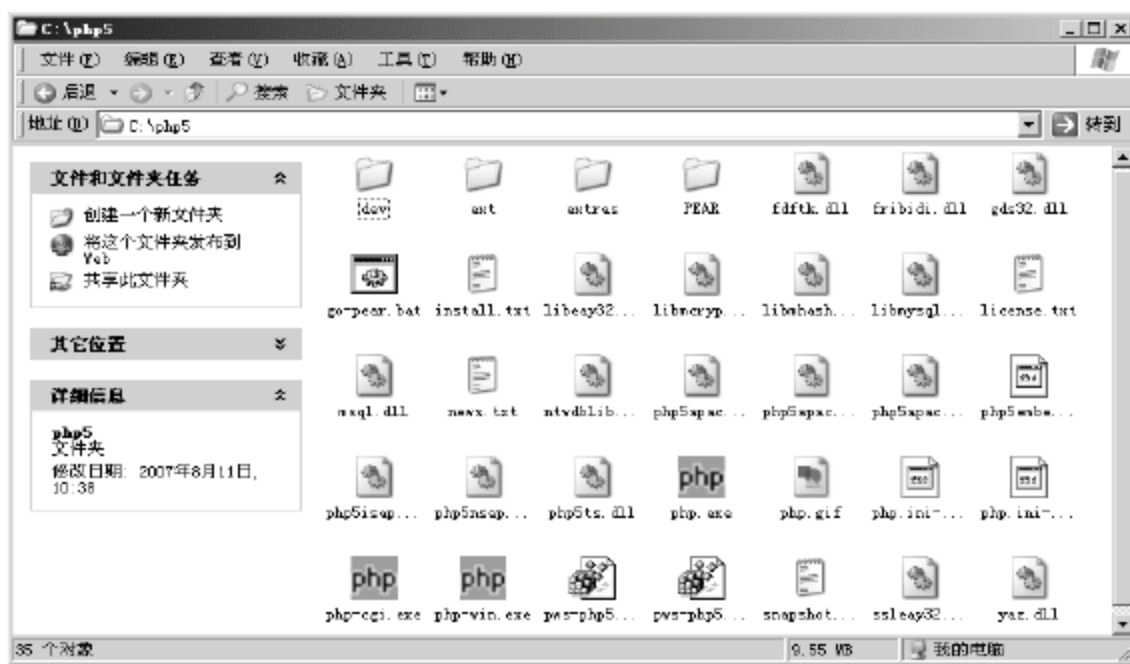 C:\php5
文件(F) 编辑(E) 查看(V) 收藏(A) 工具(T) 帮助(H)
后退 搜索 文件夹
地址(D) C:\php5 转到
文件和文件夹任务
创建一个新文件夹
将这个文件夹发布到
Web
共享此文件夹
其它位置
详细信息
php5
文件夹
修改日期: 2007年8月11日,
10:38
dev ext extras PEAR fdftk.dll fribidi.dll gds32.dll
go-pear.bat install.txt libeay32... libmcryp... libmhash... libmysql... license.txt
msql.dll news.txt ntwdblib... php5apac... php5apac... php5apac... php5embe...
php5isap... php5nsap... php5ts.dll php.exe php.gif php.ini-... php.ini-...
php-cgi.exe php-win.exe pws-php5... pws-php5... snapshot... ssleay32... yaz.dll
35 个对象 9.55 MB 我的电脑